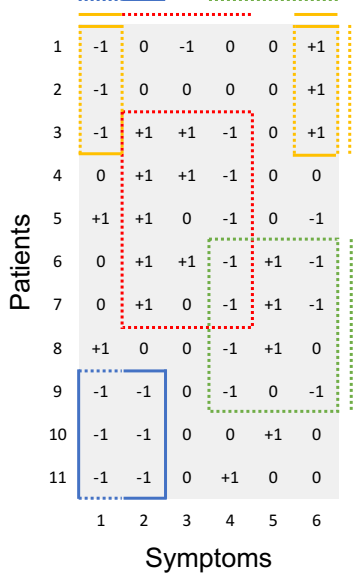 1 -1 0 -1 0 0 +1
2 -1 0 0 0 0 +1
3 -1 +1 +1 -1 0 +1
4 0 +1 +1 -1 0 0
5 +1 +1 0 -1 0 -1
6 0 +1 +1 -1 +1 -1
7 0 +1 0 -1 +1 -1
8 +1 0 0 -1 +1 0
9 -1 -1 0 -1 0 -1
10 -1 -1 0 0 +1 0
11 -1 -1 0 +1 0 0
1 2 3 4 5 6
Patients
Symptoms